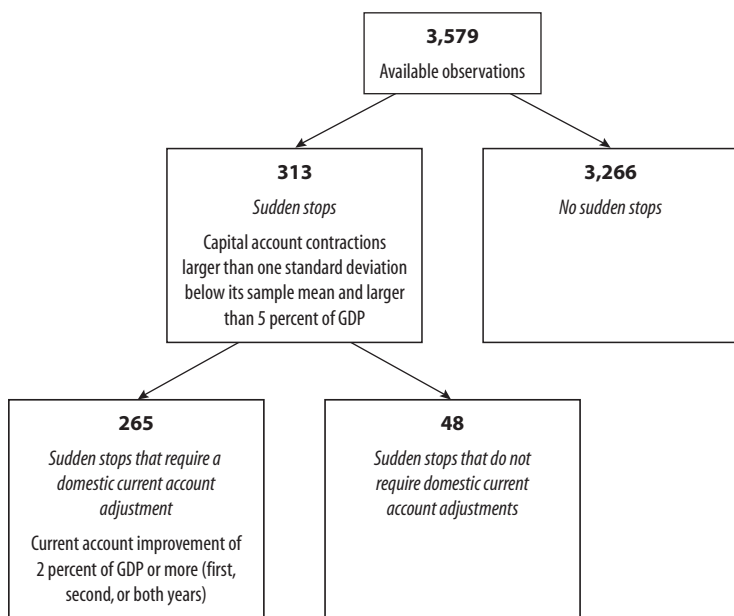 3,579
Available observations
313
Sudden stops
Capital account contractions
larger than one standard deviation
below its sample mean and larger
than 5 percent of GDP
3,266
No sudden stops
265
Sudden stops that require a
domestic current account
adjustment
Current account improvement of
2 percent of GDP or more (first,
second, or both years)
48
Sudden stops that do not
require domestic current
account adjustments